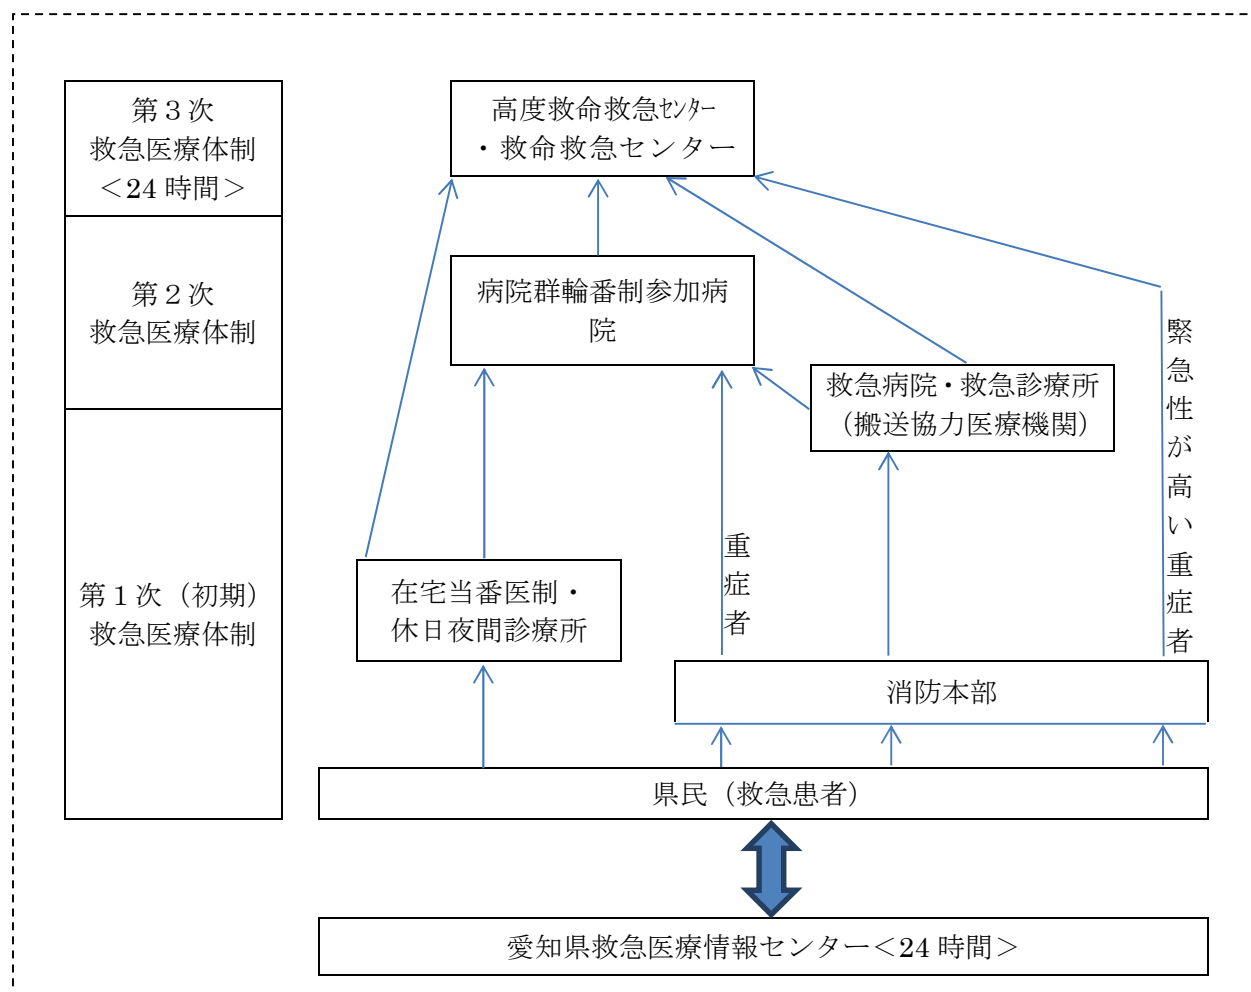 第３次
救急医療体制
＜24 時間＞
第２次
救急医療体制
第１次（初期）
救急医療体制
高度救命救急ｾﾝﾀｰ
・救命救急センター
病院群輪番制参加病
院
救急病院・救急診療所
（搬送協力医療機関）
緊急性が高い重症者
重症者
在宅当番医制・
休日夜間診療所
消防本部
県民（救急患者）
愛知県救急医療情報センター＜24 時間＞